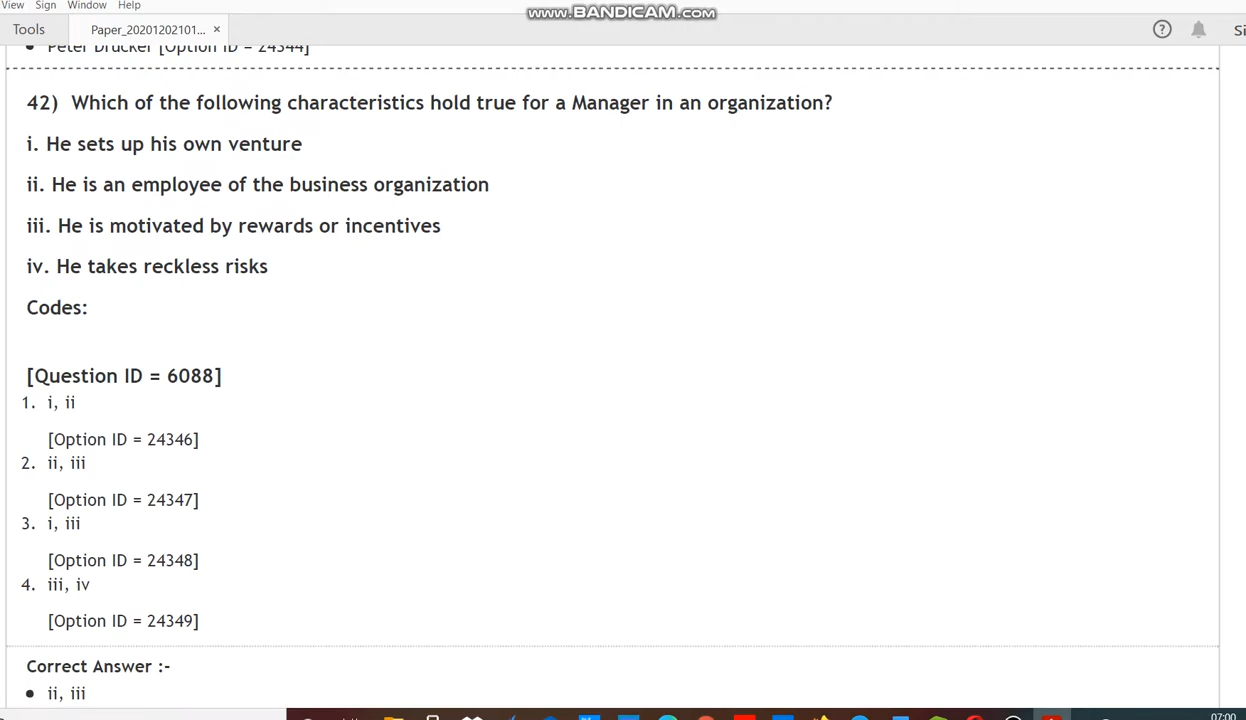 View Sign Window Help
www.BANDICAM.com
Tools
Paper_20201202101... ×
?
Peter Drucker [Option ID = 24344]
42) Which of the following characteristics hold true for a Manager in an organization?
i. He sets up his own venture
ii. He is an employee of the business organization
iii. He is motivated by rewards or incentives
iv. He takes reckless risks
Codes:
[Question ID = 6088]
1. i, ii
[Option ID = 24346]
2. ii, iii
[Option ID = 24347]
3. i, iii
[Option ID = 24348]
4. iii, iv
[Option ID = 24349]
Correct Answer :-
• ii, iii
07:00